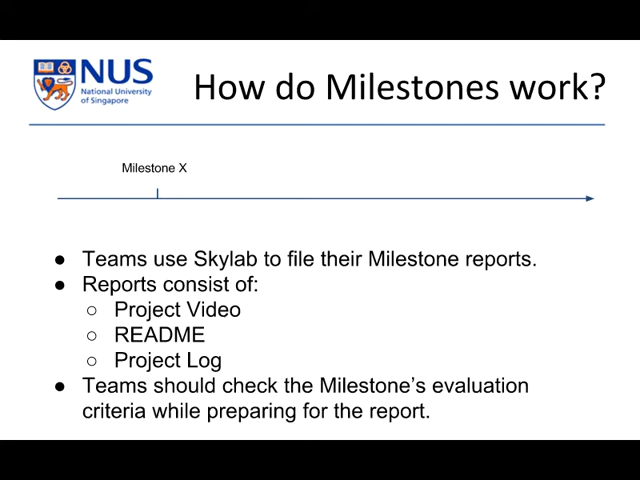 NUS
National University
of Singapore
How do Milestones work?
Milestone X
● Teams use Skylab to file their Milestone reports.
● Reports consist of:
○ Project Video
○ README
○ Project Log
● Teams should check the Milestone's evaluation
criteria while preparing for the report.